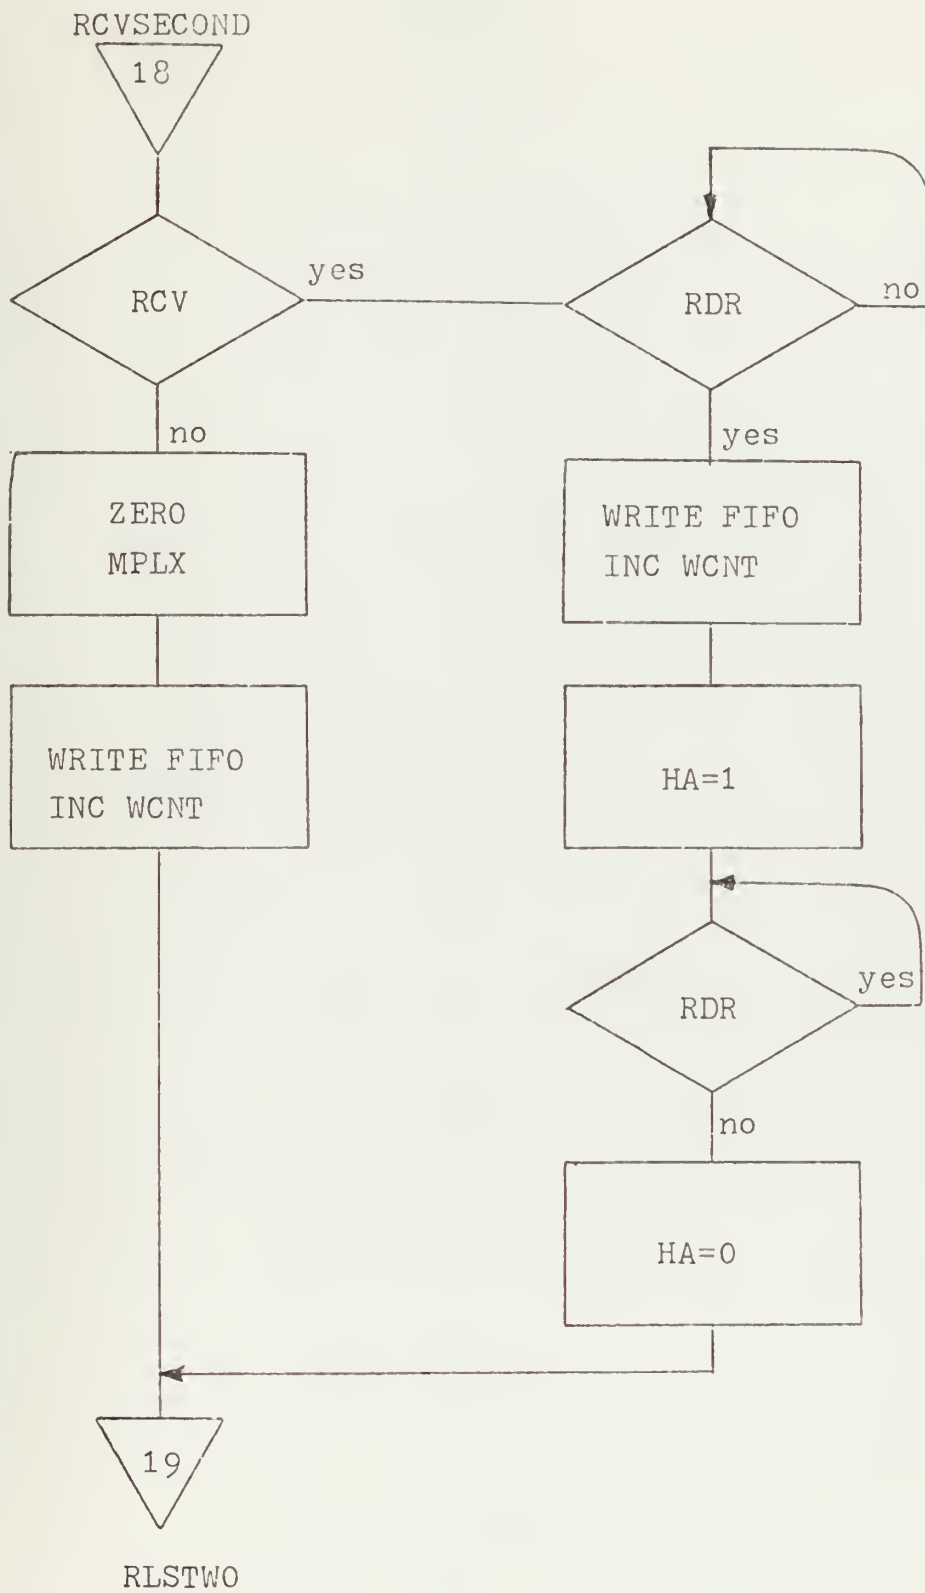 RCVSECOND
18
RCV
yes
RDR
no
no
yes
ZERO
MPLX
WRITE FIFO
INC WCNT
WRITE FIFO
INC WCNT
HA=1
RDR
yes
no
HA=0
19
RLSTWO